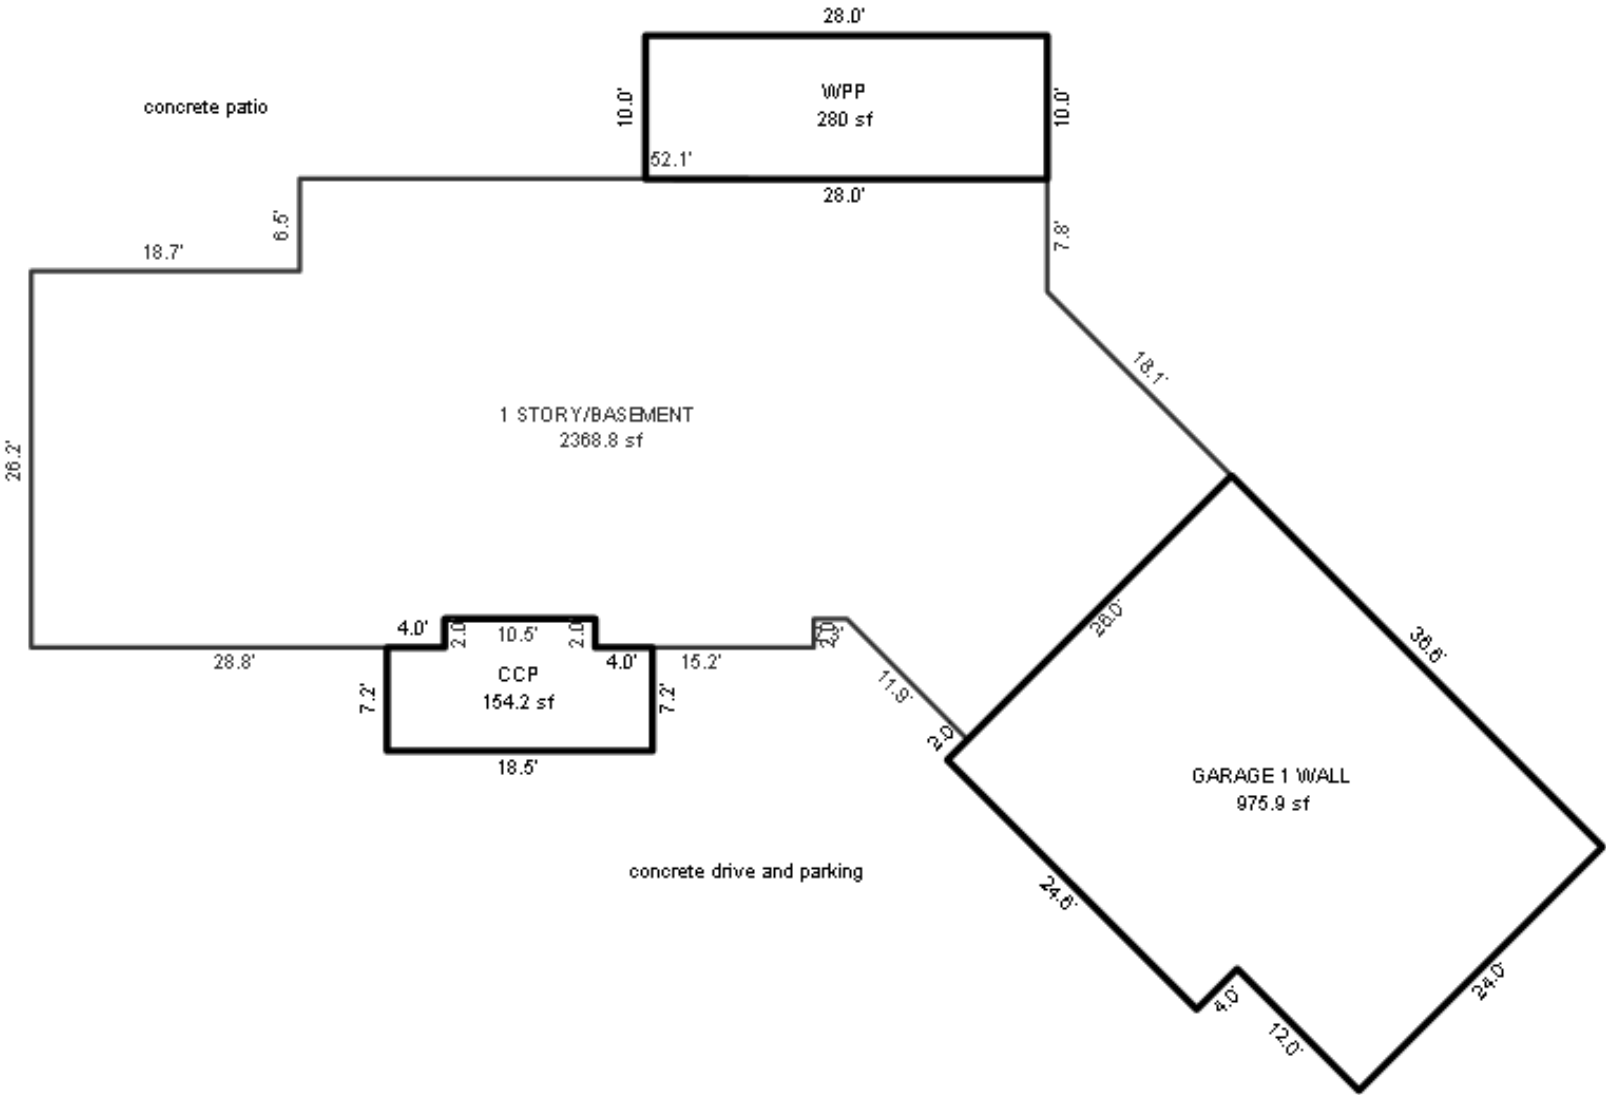 28.0'
concrete patio
10.0'
WPP
280 sf
10.0'
52.1'
28.0'
6.5'
7.8'
18.7'
18.1'
1 STORY/BASEMENT
2368.8 sf
26.2'
26.0'
36.6'
4.0'
2.0'
10.5'
2.0'
2.0'
28.8'
4.0'
15.2'
CCP
154.2 sf
7.2'
7.2'
11.9'
2.0'
18.5'
GARAGE 1 WALL
975.9 sf
concrete drive and parking
24.6'
4.0'
24.0'
12.0'